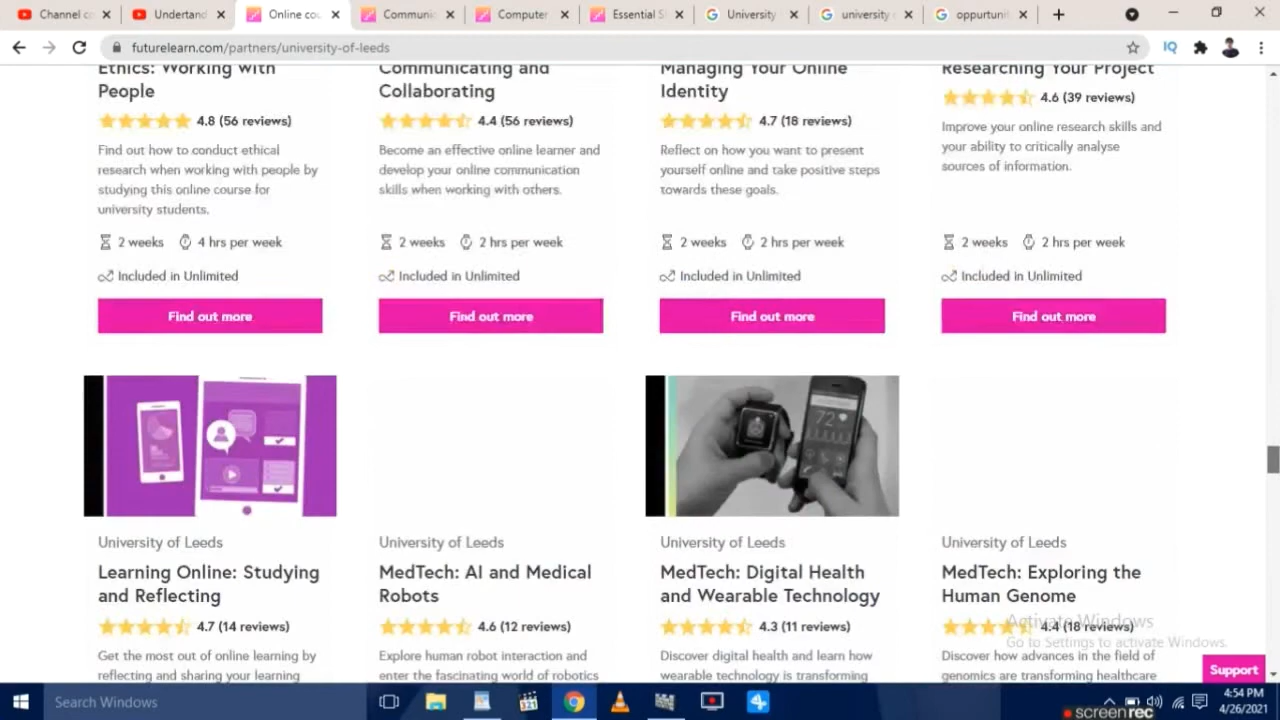 Channel c
Undertand
Online cou
Communic
Computer
Essential S
University
university
oppurtuni
futurelearn.com/partners/university-of-leeds
IQ
Ethics: Working with
People
4.8 (56 reviews)
Find out how to conduct ethical
research when working with people by
studying this online course for
university students.
2 weeks 4 hrs per week
Included in Unlimited
Find out more
Communicating and
Collaborating
4.4 (56 reviews)
Become an effective online learner and
develop your online communication
skills when working with others.
2 weeks 2 hrs per week
Included in Unlimited
Find out more
Managing Your Online
Identity
4.7 (18 reviews)
Reflect on how you want to present
yourself online and take positive steps
towards these goals.
2 weeks 2 hrs per week
Included in Unlimited
Find out more
Researching Your Project
4.6 (39 reviews)
Improve your online research skills and
your ability to critically analyse
sources of information.
2 weeks 2 hrs per week
Included in Unlimited
Find out more
University of Leeds
Learning Online: Studying
and Reflecting
4.7 (14 reviews)
Get the most out of online learning by
reflecting and sharing your learning
University of Leeds
MedTech: AI and Medical
Robots
4.6 (12 reviews)
Explore human robot interaction and
enter the fascinating world of robotics
72
University of Leeds
MedTech: Digital Health
and Wearable Technology
4.3 (11 reviews)
Discover digital health and learn how
wearable technology is transforming
University of Leeds
MedTech: Exploring the
Human Genome
4.4 (18 reviews)
Discover how advances in the field of
genomics are transforming healthcare
Activate Windows
Go to Settings to activate Windows.
Support
Search Windows
4:54 PM
4/26/2021
screenrec